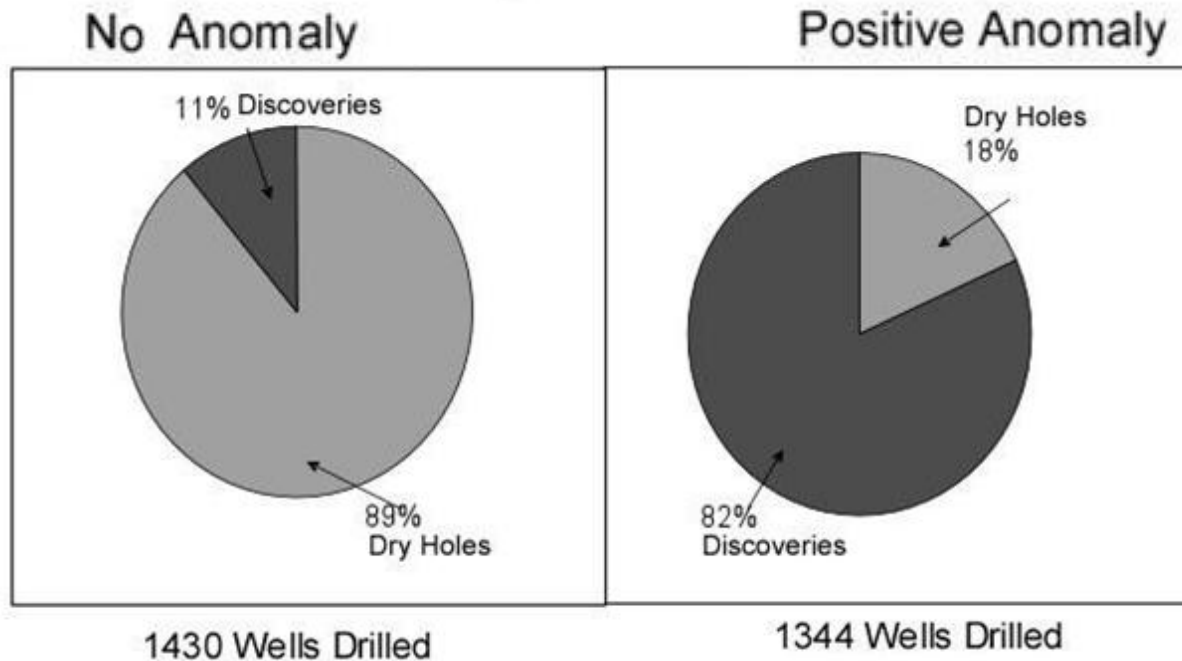 No Anomaly
11% Discoveries
89%
Dry Holes
1430 Wells Drilled
Positive Anomaly
Dry Holes
18%
82%
Discoveries
1344 Wells Drilled